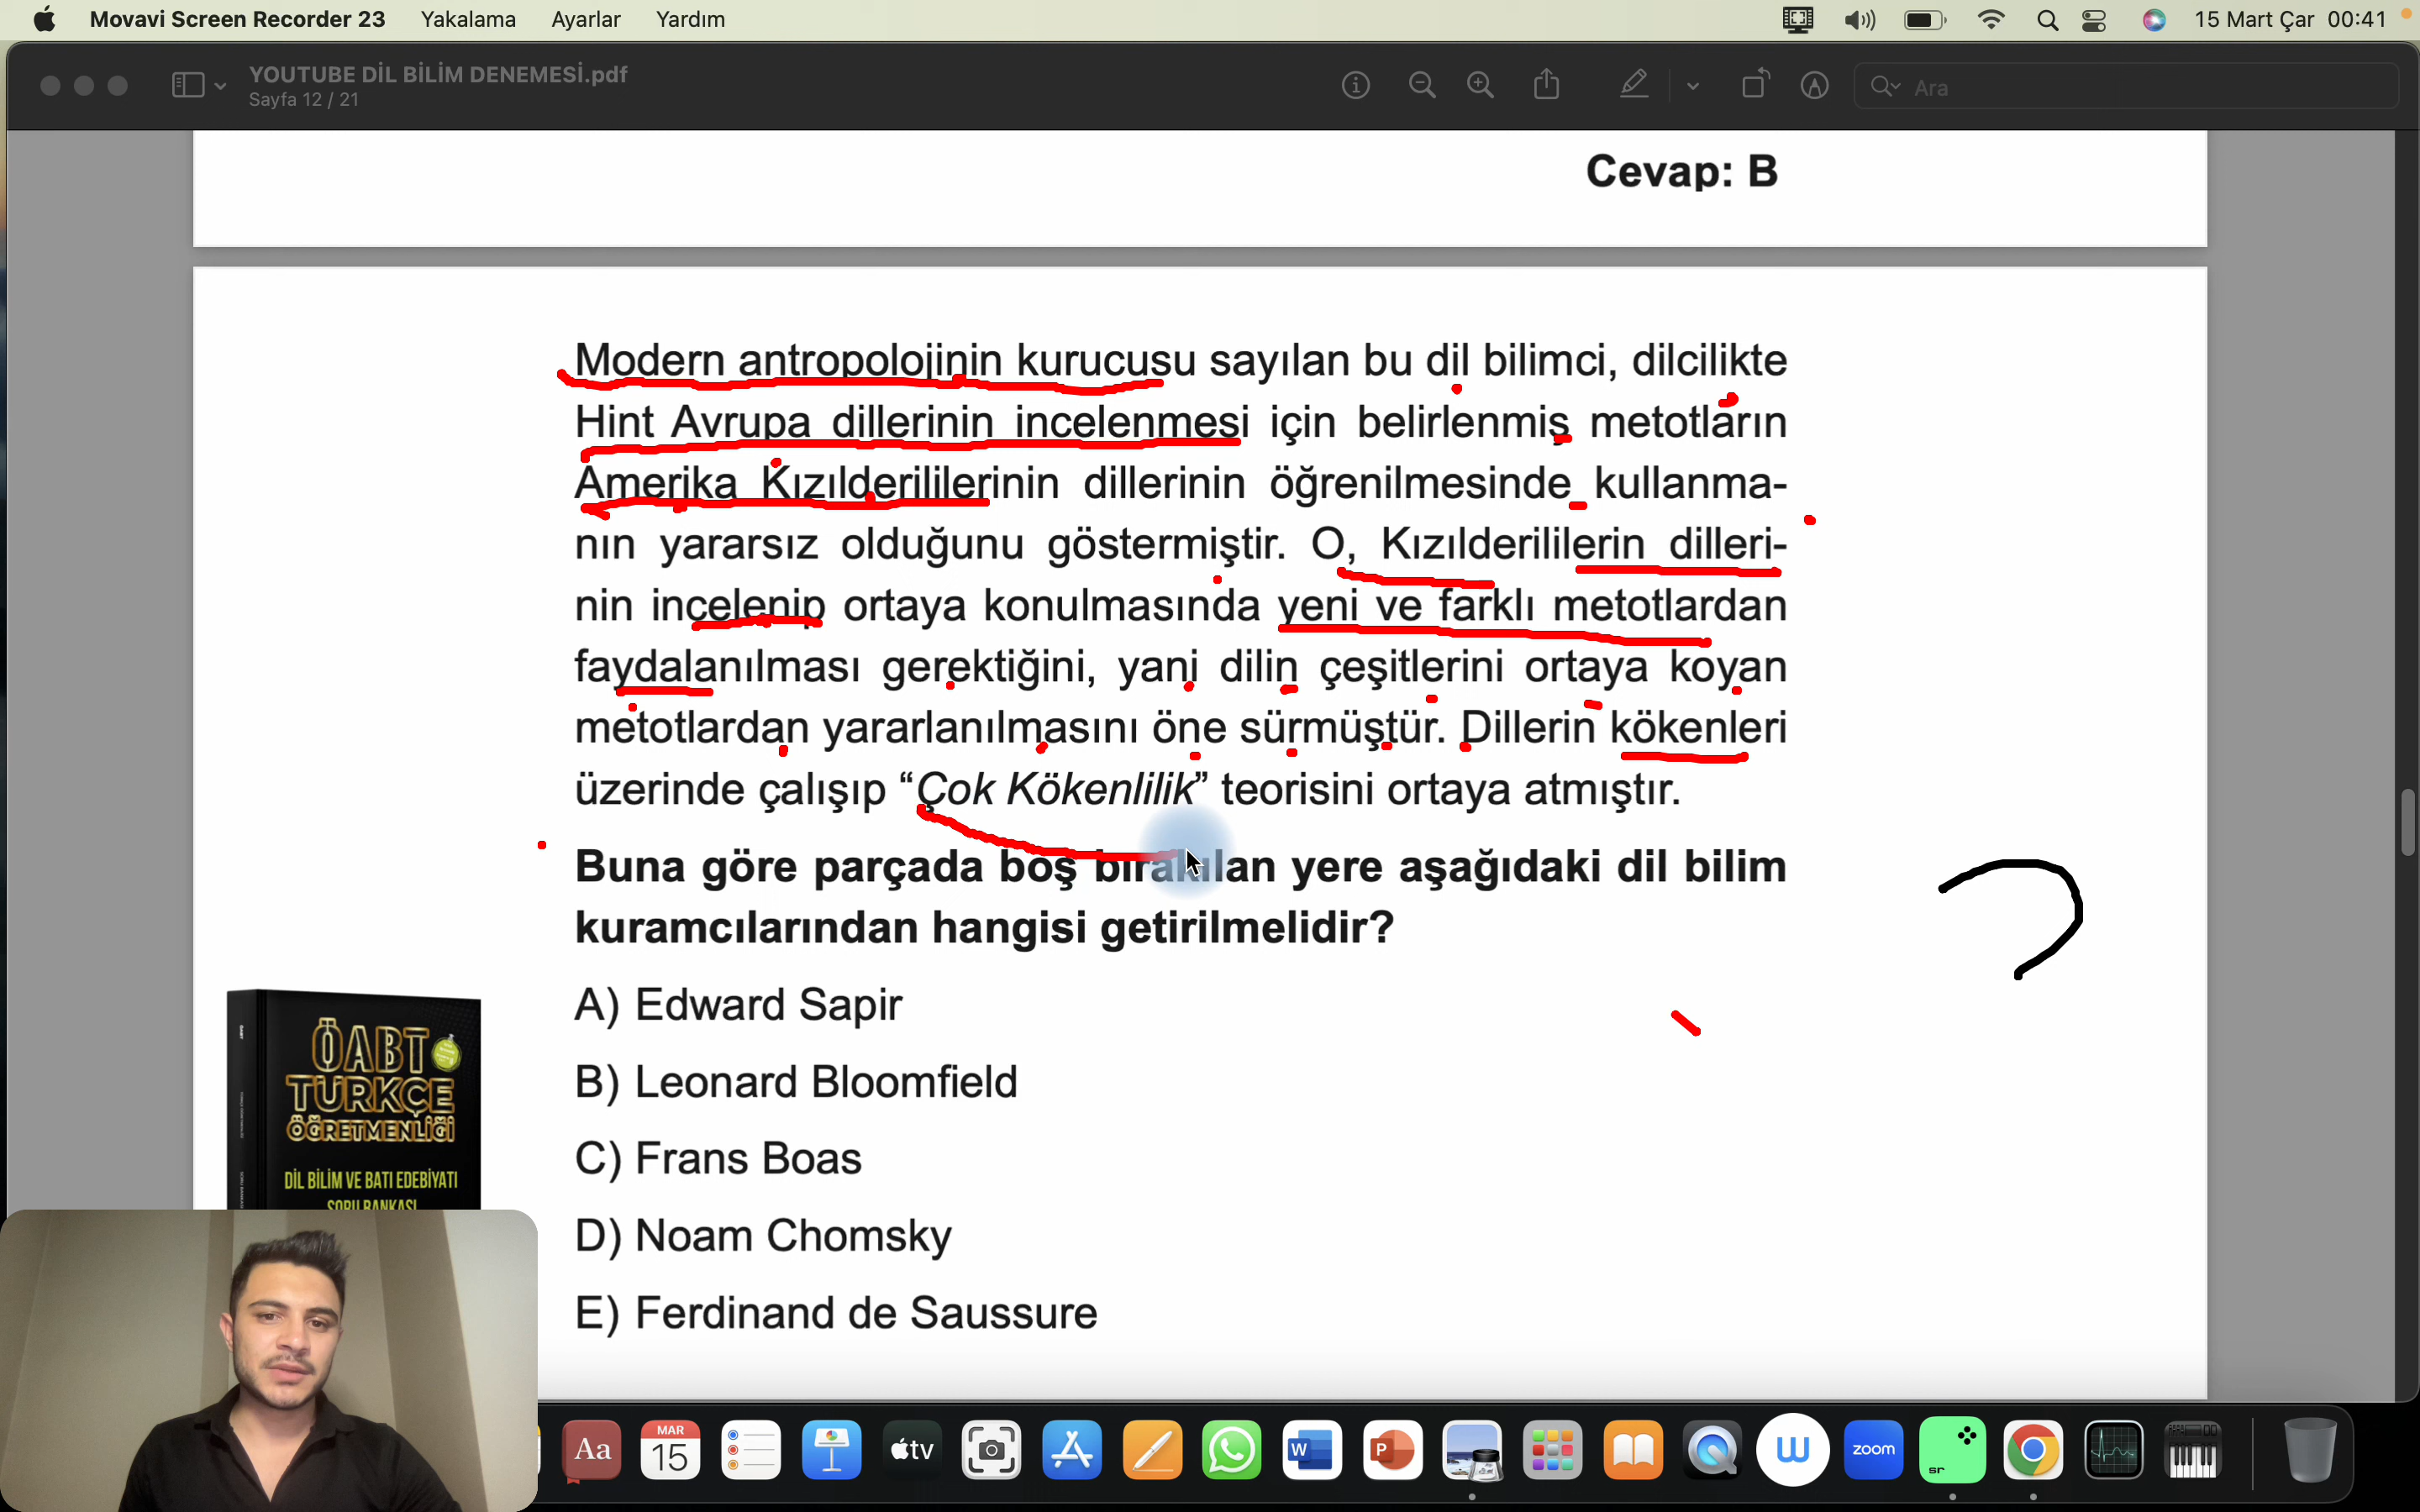 Movavi Screen Recorder 23 Yakalama Ayarlar Yardım 15 Mart Çar 00:41
YOUTUBE DİL BİLİM DENEMESİ.pdf
Sayfa 12 / 21
Ara
Cevap: B
Modern antropolojinin kurucusu sayılan bu dil bilimci, dilcilikte
Hint Avrupa dillerinin incelenmesi için belirlenmiş metotların
Amerika Kızılderililerinin dillerinin öğrenilmesinde kullanma-
nın yararsız olduğunu göstermiştir. O, Kızılderililerin dilleri-
nin incelenip ortaya konulmasında yeni ve farklı metotlardan
faydalanılması gerektiğini, yani dilin çeşitlerini ortaya koyan
metotlardan yararlanılmasını öne sürmüştür. Dillerin kökenleri
üzerinde çalışıp “Çok Kökenlilik” teorisini ortaya atmıştır.
Buna göre parçada boş bırakılan yere aşağıdaki dil bilim
kuramcılarından hangisi getirilmelidir?
A) Edward Sapir
B) Leonard Bloomfield
C) Frans Boas
D) Noam Chomsky
E) Ferdinand de Saussure
ÖABT
TÜRKÇE
ÖĞRETMENLİĞİ
DİL BİLİM VE BATI EDEBİYATI
SORU BANKASI
Aa
MAR
15
tv
W
P
W
zoom
sr